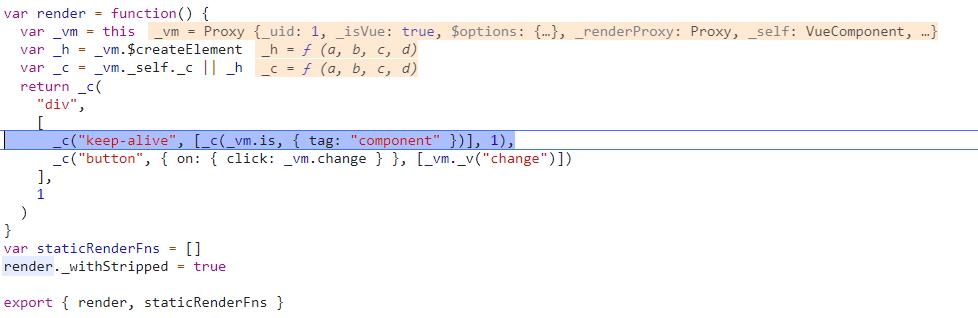 var render = function() {
  var _vm = this  _vm = Proxy {_uid: 1, _isVue: true, $options: {…}, _renderProxy: Proxy, _self: VueComponent, …}
  var _h = _vm.$createElement  _h = ƒ (a, b, c, d)
  var _c = _vm._self._c || _h  _c = ƒ (a, b, c, d)
  return _c(
    "div",
    [
      _c("keep-alive", [_c(_vm.is, { tag: "component" })], 1),
      _c("button", { on: { click: _vm.change } }, [_vm._v("change")])
    ],
    1
  )
}
var staticRenderFns = []
render._withStripped = true

export { render, staticRenderFns }